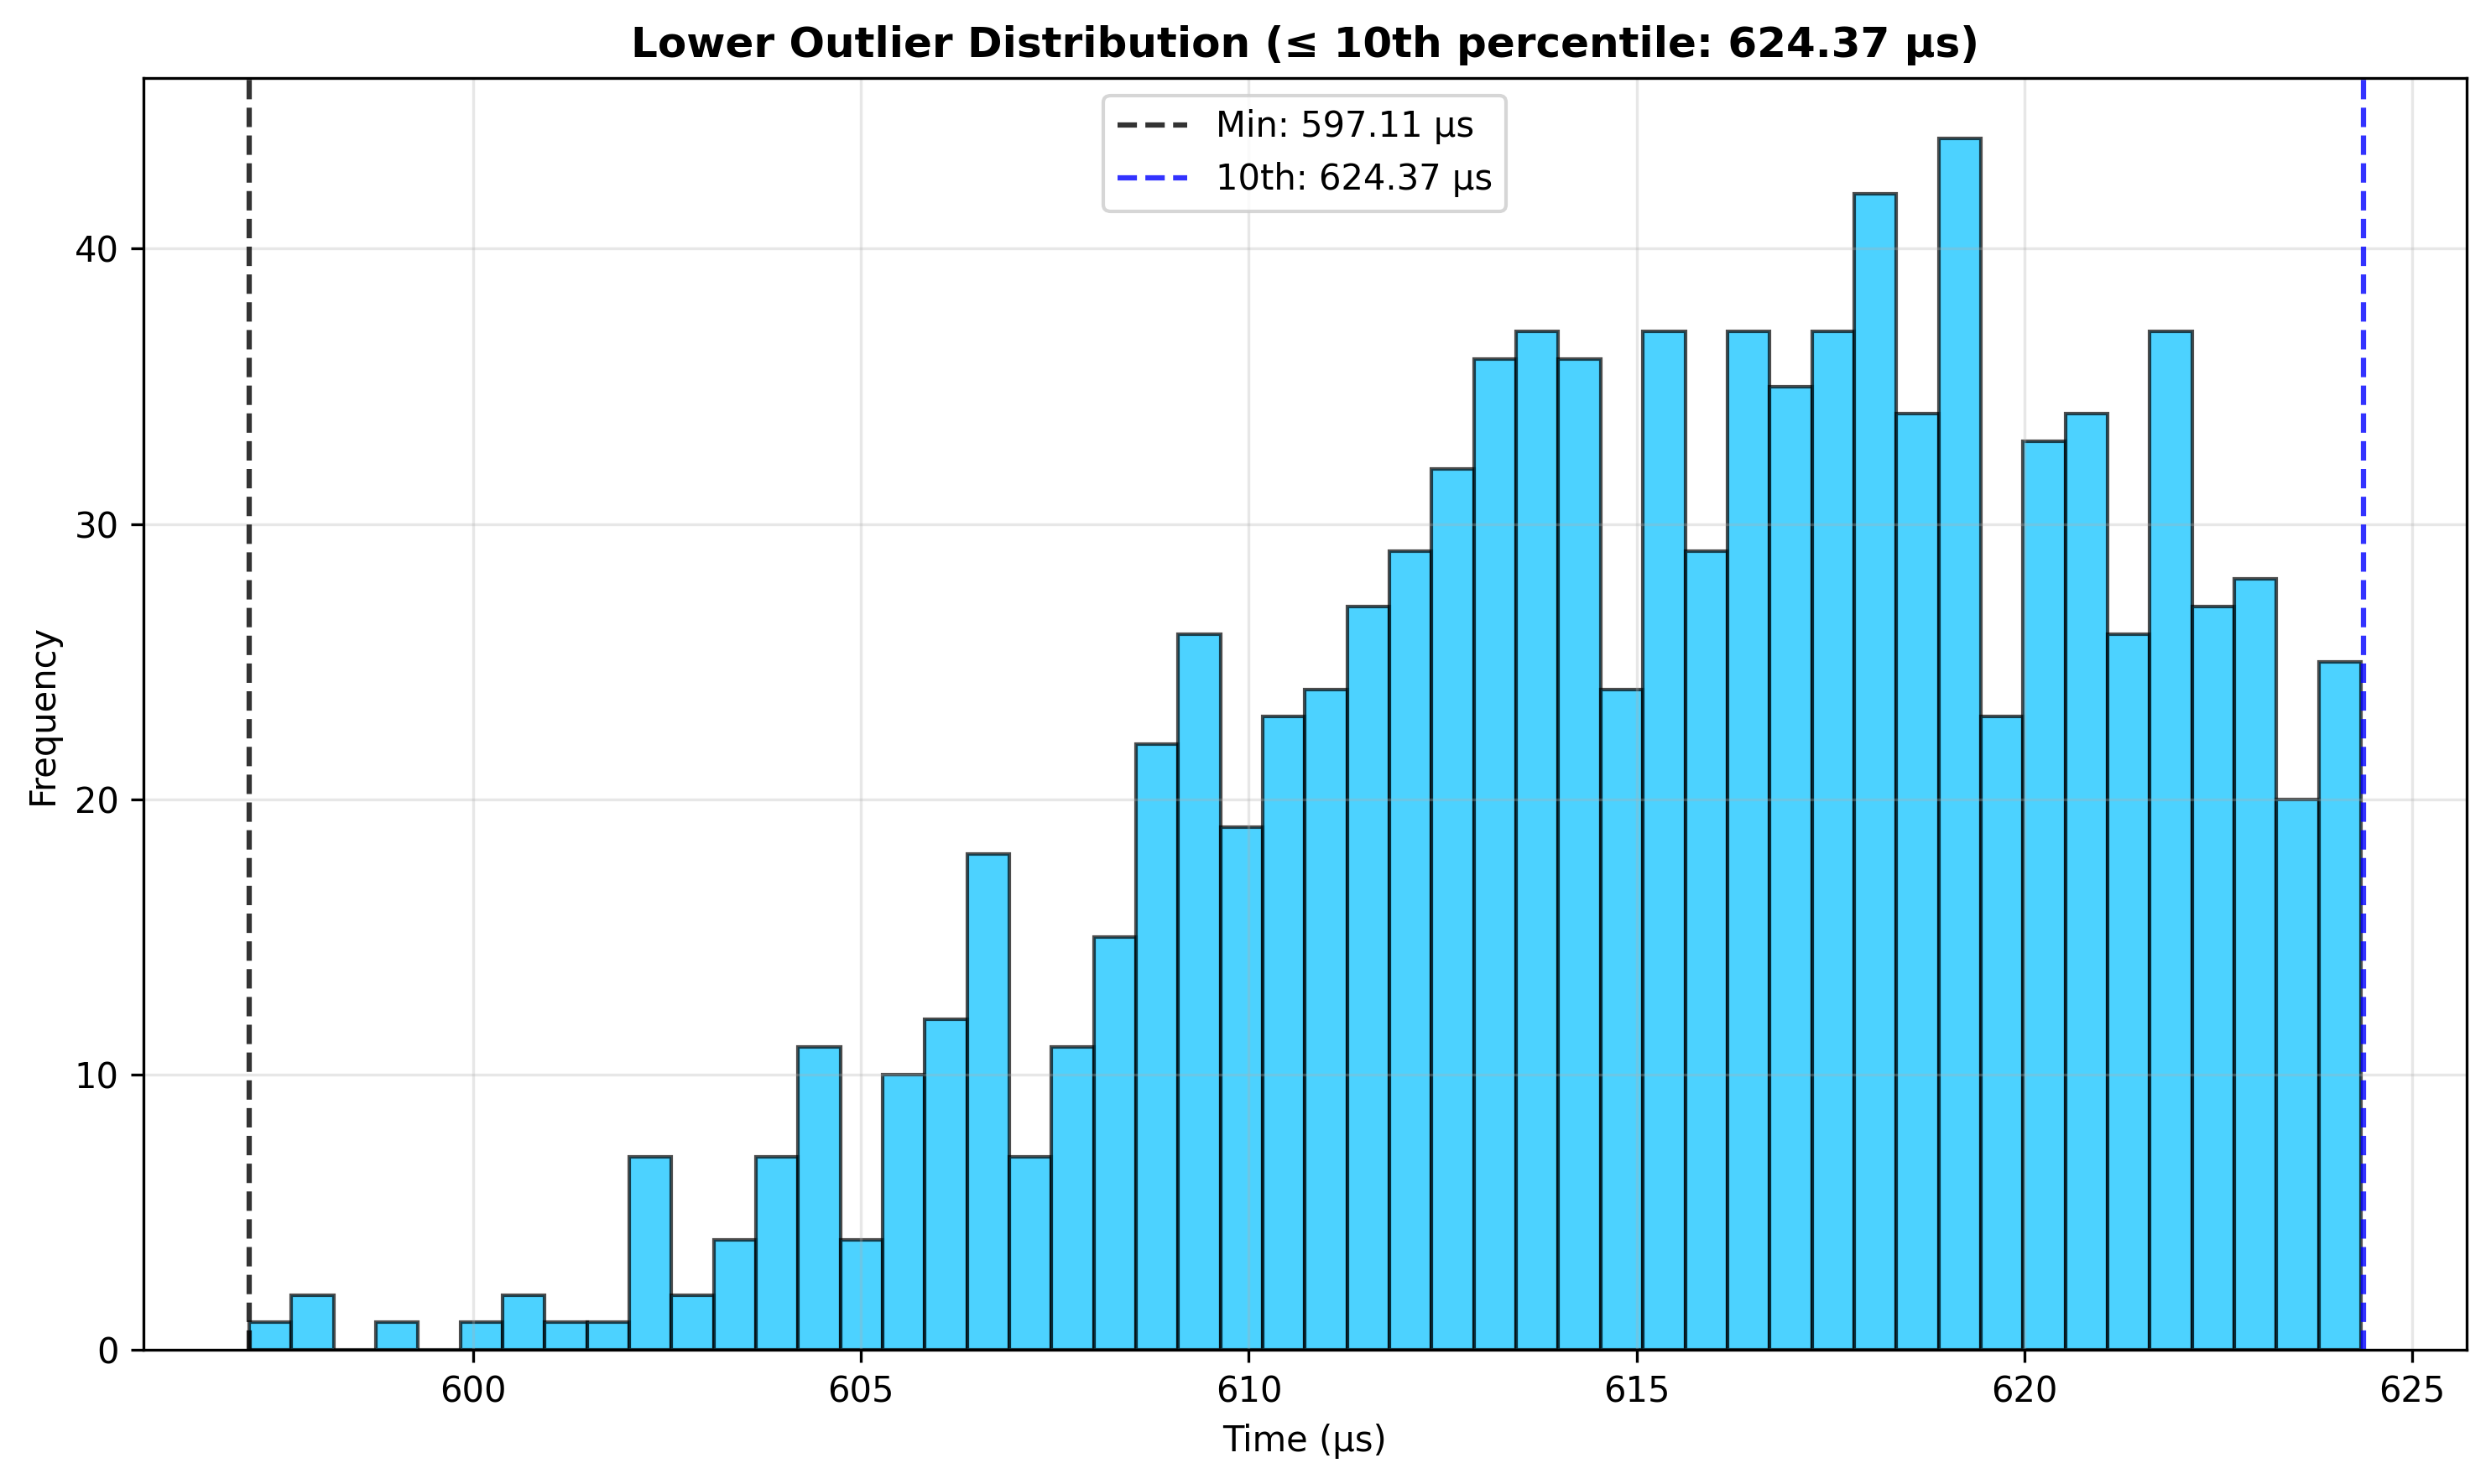 Lower Outlier Distribution (≤ 10th percentile: 624.37 µs)
Min: 597.11 µs
10th: 624.37 µs
Frequency
40
30
20
10
0
600 605 610 615 620 625
Time (µs)